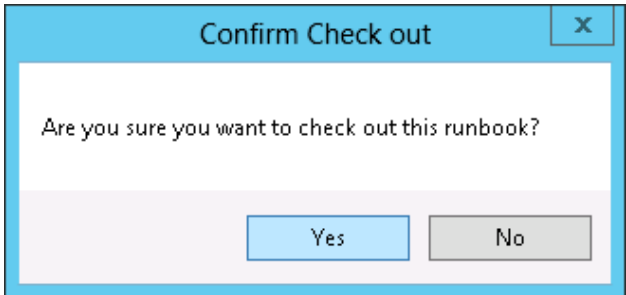 Confirm Check out
x
Are you sure you want to check out this runbook?
Yes No